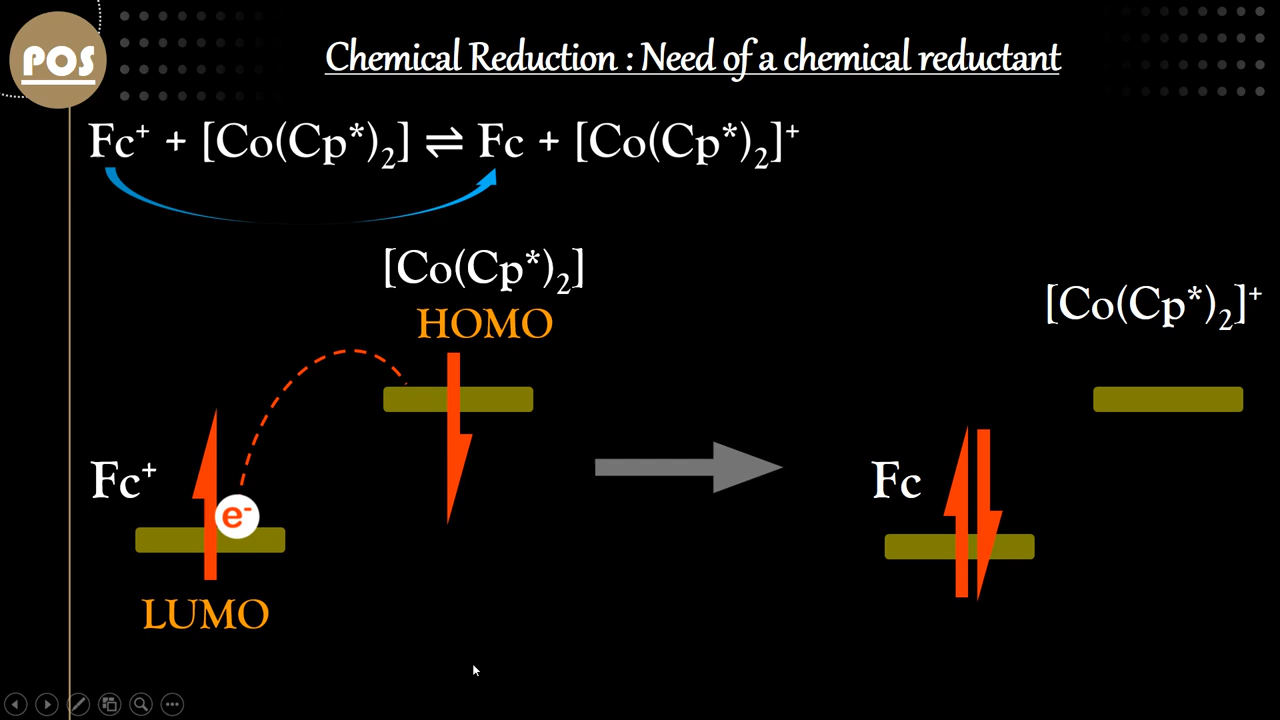 POS
Chemical Reduction : Need of a chemical reductant
Fc⁺ + [Co(Cp*)₂] ⇌ Fc + [Co(Cp*)₂]⁺
[Co(Cp*)₂]
HOMO
[Co(Cp*)₂]⁺
Fc⁺
e⁻
Fc
LUMO